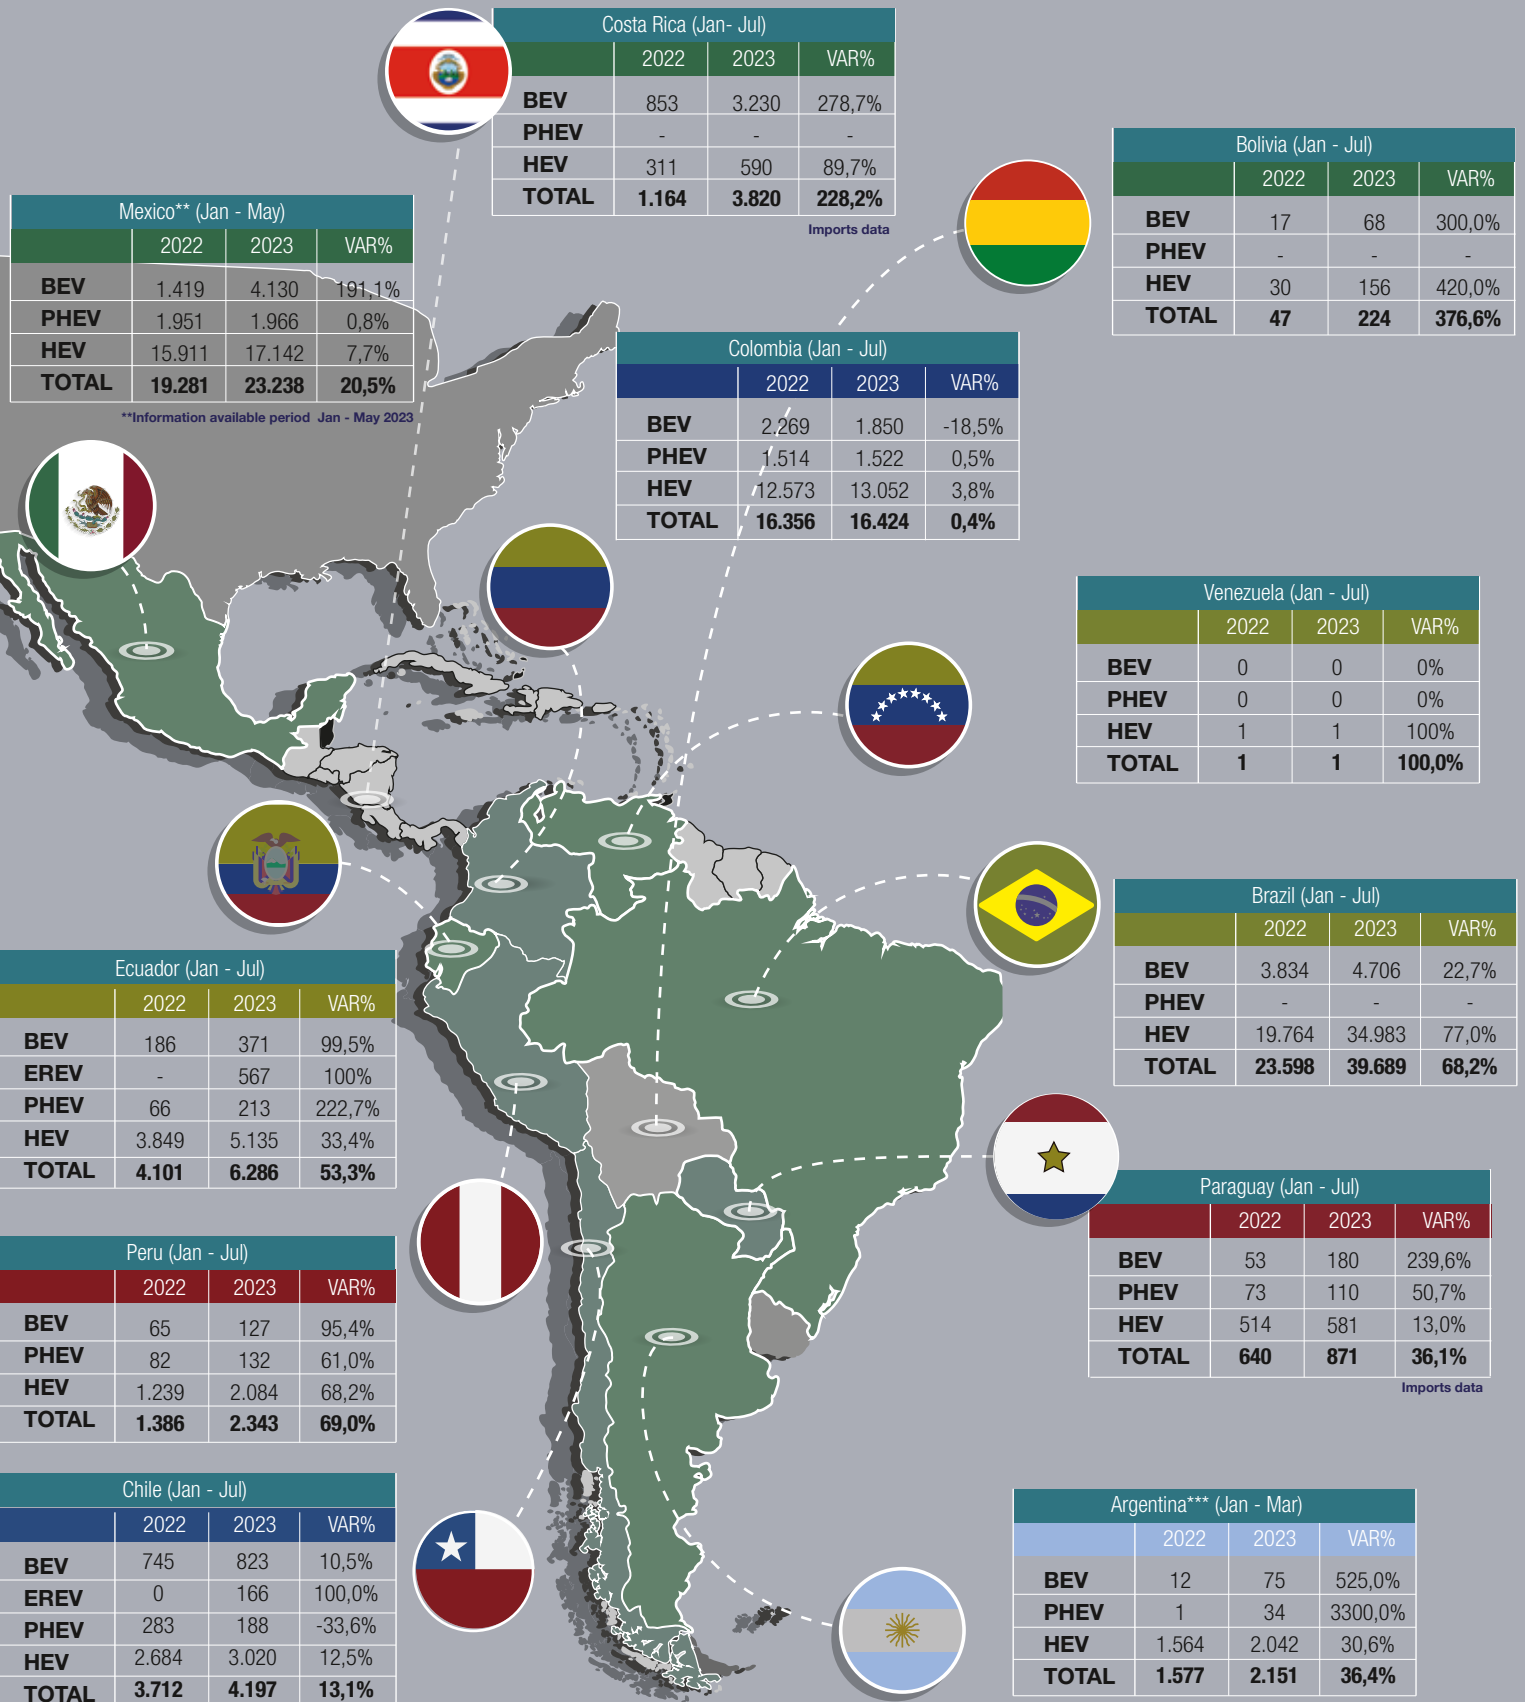 Costa Rica (Jan- Jul)
2022 2023 VAR%
BEV 853 3.230 278,7%
PHEV - - -
HEV 311 590 89,7%
TOTAL 1.164 3.820 228,2%
Imports data
Bolivia (Jan - Jul)
2022 2023 VAR%
BEV 17 68 300,0%
PHEV - - -
HEV 30 156 420,0%
TOTAL 47 224 376,6%
Mexico** (Jan - May)
2022 2023 VAR%
BEV 1.419 4.130 191,1%
PHEV 1.951 1.966 0,8%
HEV 15.911 17.142 7,7%
TOTAL 19.281 23.238 20,5%
**Information available period Jan - May 2023
Colombia (Jan - Jul)
2022 2023 VAR%
BEV 2.269 1.850 -18,5%
PHEV 1.514 1.522 0,5%
HEV 12.573 13.052 3,8%
TOTAL 16.356 16.424 0,4%
Venezuela (Jan - Jul)
2022 2023 VAR%
BEV 0 0 0%
PHEV 0 0 0%
HEV 1 1 100%
TOTAL 1 1 100,0%
Brazil (Jan - Jul)
2022 2023 VAR%
BEV 3.834 4.706 22,7%
PHEV - - -
HEV 19.764 34.983 77,0%
TOTAL 23.598 39.689 68,2%
Ecuador (Jan - Jul)
2022 2023 VAR%
BEV 186 371 99,5%
EREV - 567 100%
PHEV 66 213 222,7%
HEV 3.849 5.135 33,4%
TOTAL 4.101 6.286 53,3%
Paraguay (Jan - Jul)
2022 2023 VAR%
BEV 53 180 239,6%
PHEV 73 110 50,7%
HEV 514 581 13,0%
TOTAL 640 871 36,1%
Imports data
Peru (Jan - Jul)
2022 2023 VAR%
BEV 65 127 95,4%
PHEV 82 132 61,0%
HEV 1.239 2.084 68,2%
TOTAL 1.386 2.343 69,0%
Chile (Jan - Jul)
2022 2023 VAR%
BEV 745 823 10,5%
EREV 0 166 100,0%
PHEV 283 188 -33,6%
HEV 2.684 3.020 12,5%
TOTAL 3.712 4.197 13,1%
Argentina*** (Jan - Mar)
2022 2023 VAR%
BEV 12 75 525,0%
PHEV 1 34 3300,0%
HEV 1.564 2.042 30,6%
TOTAL 1.577 2.151 36,4%